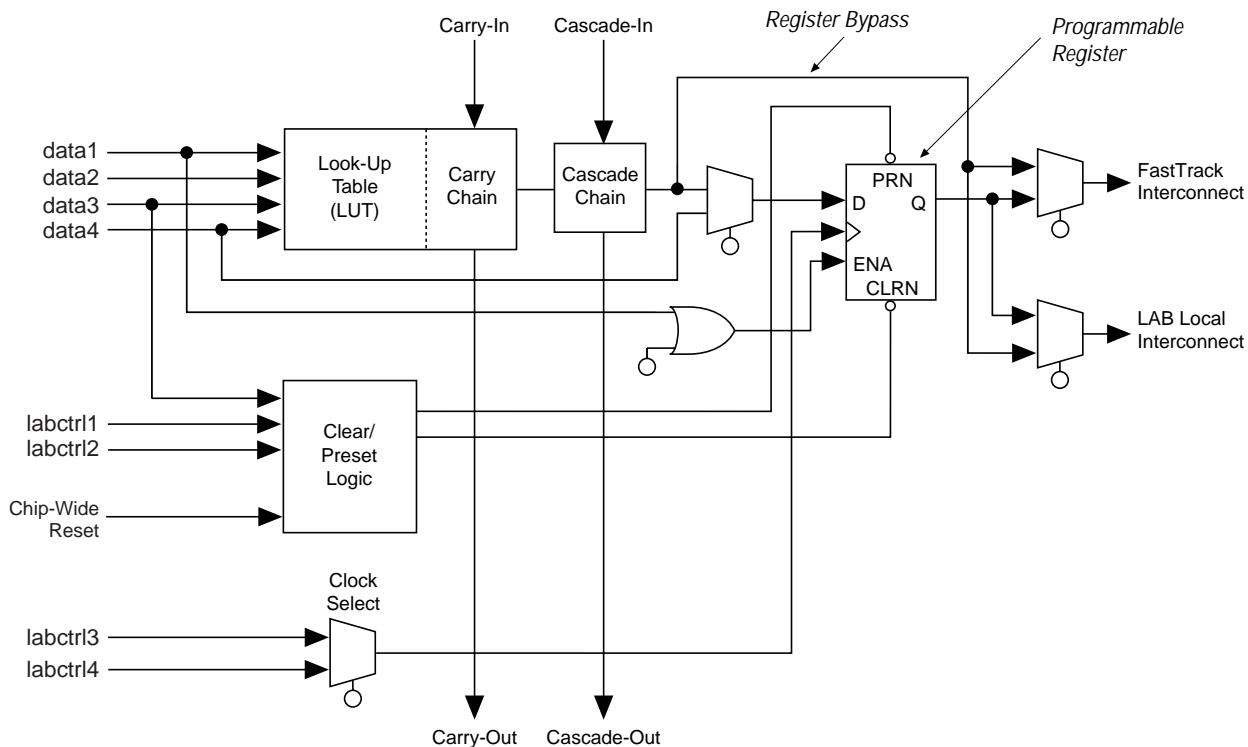 Carry-In
Cascade-In
Register Bypass
Programmable
Register
data1
data2
data3
data4
Look-Up
Table
(LUT)
Carry
Chain
Cascade
Chain
PRN
D
Q
ENA
CLRN
FastTrack
Interconnect
LAB Local
Interconnect
labctrl1
labctrl2
Clear/
Preset
Logic
Chip-Wide
Reset
Clock
Select
labctrl3
labctrl4
Carry-Out
Cascade-Out